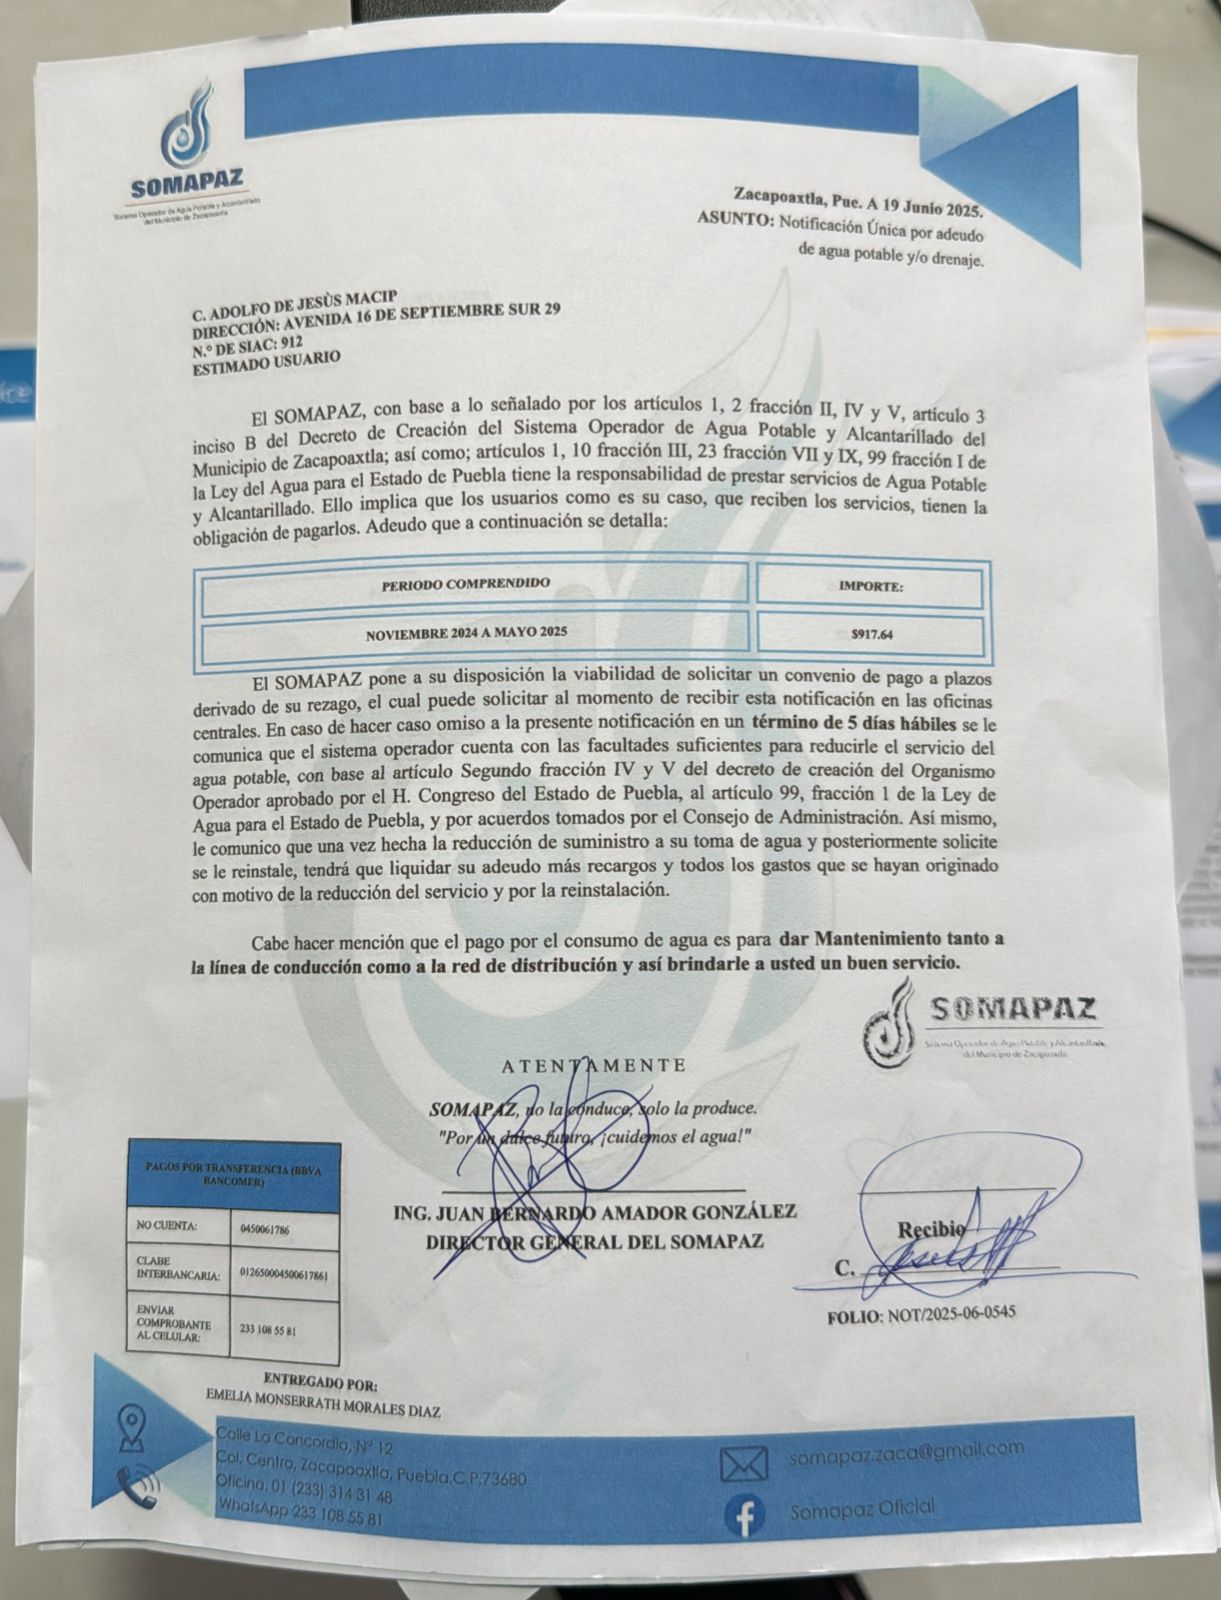 SOMAPAZ
Sistema Operador de Agua Potable y Alcantarillado
del Municipio de Zacapoaxtla
Zacapoaxtla, Pue. A 19 Junio 2025.
ASUNTO: Notificación Única por adeudo
de agua potable y/o drenaje.
C. ADOLFO DE JESÙS MACIP
DIRECCIÓN: AVENIDA 16 DE SEPTIEMBRE SUR 29
N.º DE SIAC: 912
ESTIMADO USUARIO
El SOMAPAZ, con base a lo señalado por los artículos 1, 2 fracción II, IV y V, artículo 3
inciso B del Decreto de Creación del Sistema Operador de Agua Potable y Alcantarillado del
Municipio de Zacapoaxtla; así como; artículos 1, 10 fracción III, 23 fracción VII y IX, 99 fracción I de
la Ley del Agua para el Estado de Puebla tiene la responsabilidad de prestar servicios de Agua Potable
y Alcantarillado. Ello implica que los usuarios como es su caso, que reciben los servicios, tienen la
obligación de pagarlos. Adeudo que a continuación se detalla:
PERIODO COMPRENDIDO
IMPORTE:
NOVIEMBRE 2024 A MAYO 2025
$917.64
El SOMAPAZ pone a su disposición la viabilidad de solicitar un convenio de pago a plazos
derivado de su rezago, el cual puede solicitar al momento de recibir esta notificación en las oficinas
centrales. En caso de hacer caso omiso a la presente notificación en un término de 5 días hábiles se le
comunica que el sistema operador cuenta con las facultades suficientes para reducirle el servicio del
agua potable, con base al artículo Segundo fracción IV y V del decreto de creación del Organismo
Operador aprobado por el H. Congreso del Estado de Puebla, al artículo 99, fracción 1 de la Ley de
Agua para el Estado de Puebla, y por acuerdos tomados por el Consejo de Administración. Así mismo,
le comunico que una vez hecha la reducción de suministro a su toma de agua y posteriormente solicite
se le reinstale, tendrá que liquidar su adeudo más recargos y todos los gastos que se hayan originado
con motivo de la reducción del servicio y por la reinstalación.
Cabe hacer mención que el pago por el consumo de agua es para dar Mantenimiento tanto a
la línea de conducción como a la red de distribución y así brindarle a usted un buen servicio.
SOMAPAZ
Sistema Operador de Agua Potable y Alcantarillado
del Municipio de Zacapoaxtla
ATENTAMENTE
SOMAPAZ, no la conduce, solo la produce.
"Por un dulce futuro, ¡cuidemos el agua!"
ING. JUAN BERNARDO AMADOR GONZÁLEZ
DIRECTOR GENERAL DEL SOMAPAZ
Recibio
C.
FOLIO: NOT/2025-06-0545
PAGOS POR TRANSFERENCIA (BBVA
BANCOMER)
NO CUENTA:
0450061786
CLABE
INTERBANCARIA:
012650004500617861
ENVIAR
COMPROBANTE
AL CELULAR:
233 108 55 81
ENTREGADO POR:
EMELIA MONSERRATH MORALES DIAZ
Calle La Concordia, Nº 12
Col. Centro, Zacapoaxtla, Puebla.C.P.73680
Oficina. 01 (233) 314 31 48
WhatsApp 233 108 55 81
somapaz.zaca@gmail.com
Somapaz Oficial